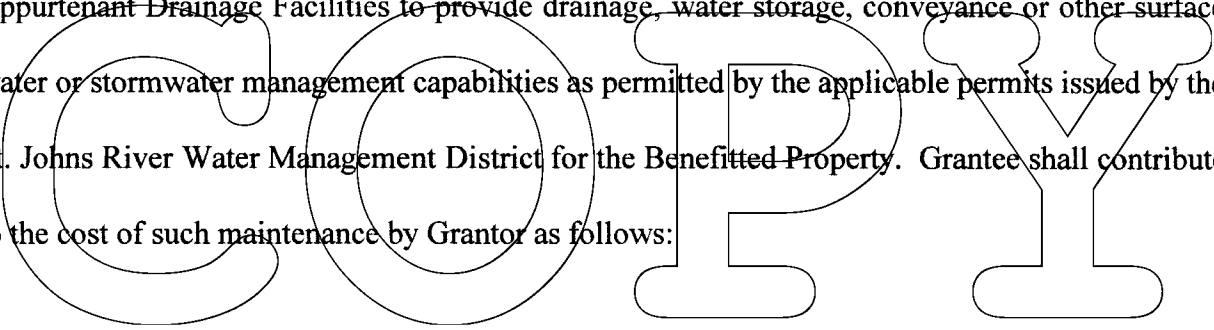 ppurtenant Drainage Facilities to provide drainage, water storage, conveyance or other surface
ater or stormwater management capabilities as permitted by the applicable permits issued by the
t. Johns River Water Management District for the Benefitted Property. Grantee shall contribute
o the cost of such maintenance by Grantor as follows:
COPY